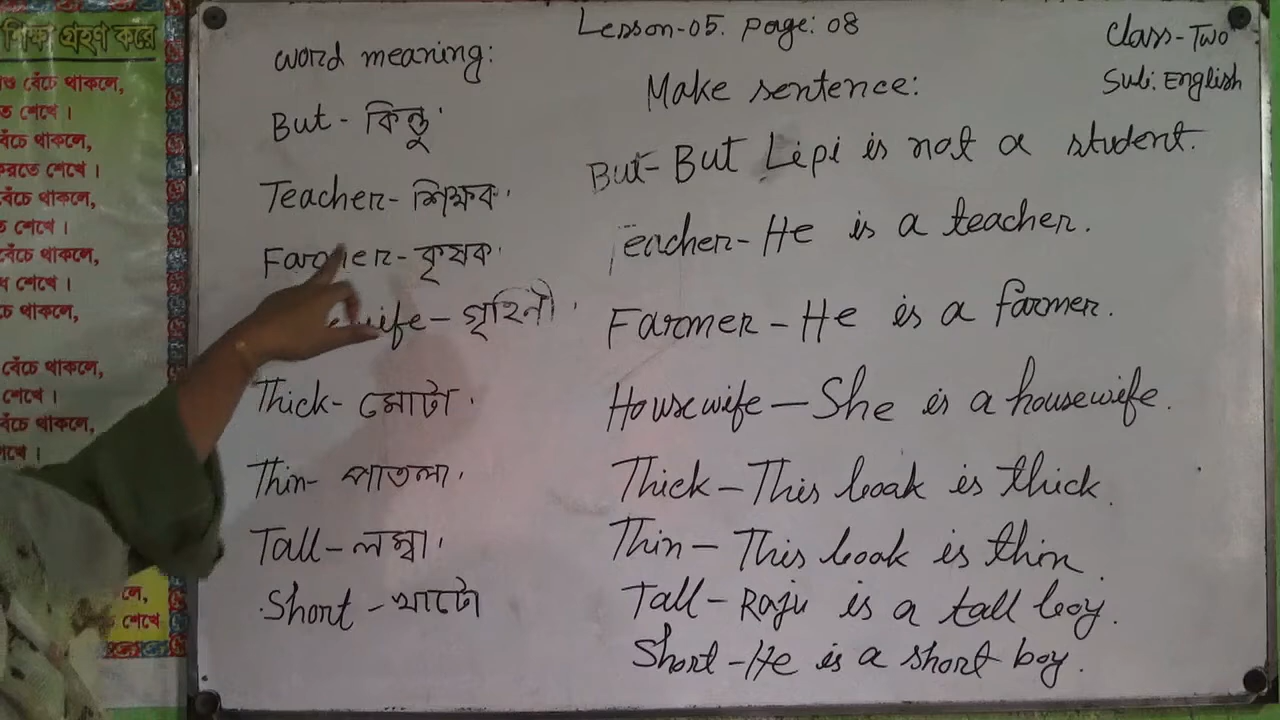 শিক্ষা গ্রহণ করে
বেঁচে থাকলে,
শেখে ।
বেঁচে থাকলে,
করতে শেখে ।
বেঁচে থাকলে,
শেখে ।
বেঁচে থাকলে,
শেখে ।
থাকলে,
বেঁচে থাকলে,
শেখে ।
বেঁচে থাকলে,
শেখে
Lesson-05. page: 08
Class-Two
Sub: English
word meaning:
But - কিন্তু
Teacher - শিক্ষক
Farmer - কৃষক
wife - গৃহিনী
Thick - মোটা
Thin - পাতলা
Tall - লম্বা
Short - খাটো
Make sentence:
But - But Lipi is not a student.
eacher - He is a teacher.
Farmer - He is a farmer.
Housewife - She is a housewife.
Thick - This book is thick.
Thin - This book is thin.
Tall - Raju is a tall boy.
Short - He is a short boy.